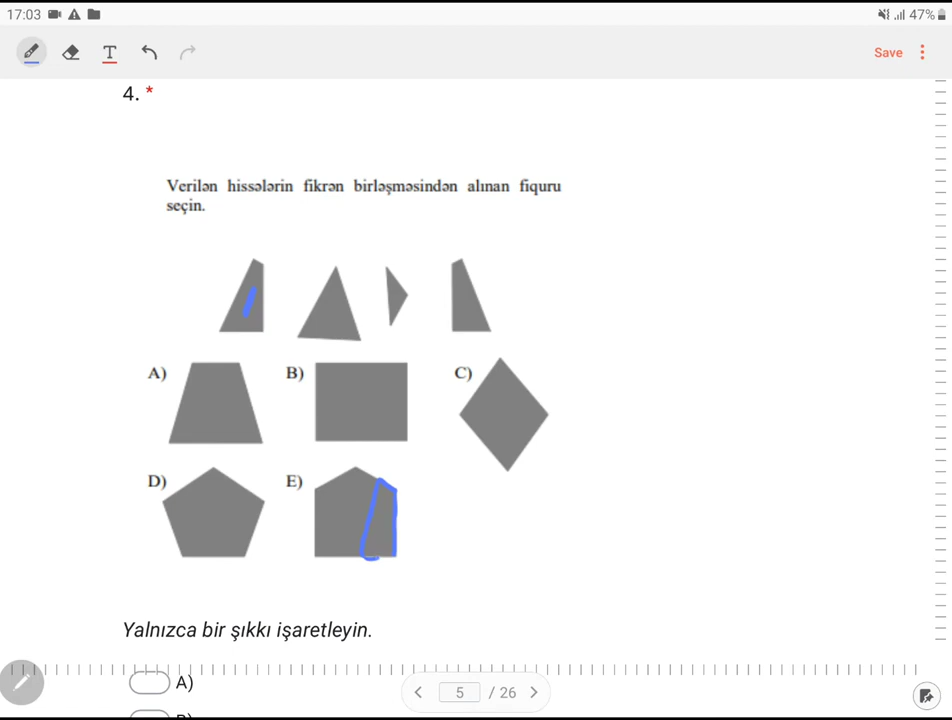 17:03
47%
T
Save
4. *
Verilən hissələrin fikrən birləşməsindən alınan fiquru
seçin.
A)
B)
C)
D)
E)
Yalnızca bir şıkkı işaretleyin.
A)
5 / 26